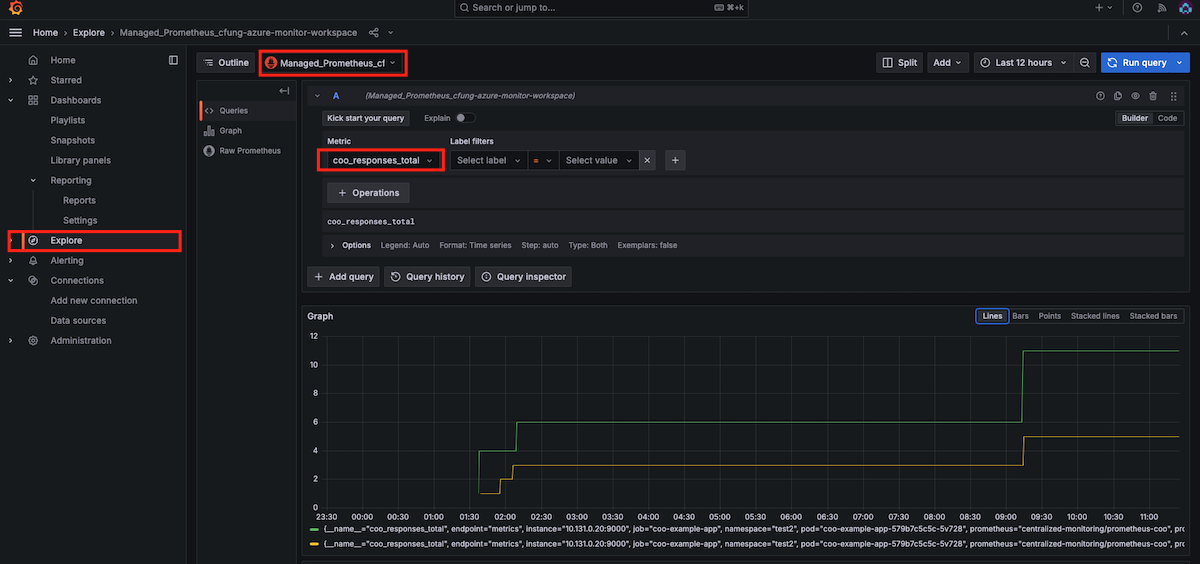 Search or jump to...
⌘+k
Home › Explore › Managed_Prometheus_cfung-azure-monitor-workspace
Home
Starred
Dashboards
Playlists
Snapshots
Library panels
Reporting
Reports
Settings
Explore
Alerting
Connections
Add new connection
Data sources
Administration
Outline
Managed_Prometheus_cf
Split
Add
Last 12 hours
Run query
Queries
Graph
Raw Prometheus
A (Managed_Prometheus_cfung-azure-monitor-workspace)
Kick start your query
Explain
Builder
Code
Metric
Label filters
coo_responses_total
Select label
=
Select value
+ Operations
coo_responses_total
Options Legend: Auto Format: Time series Step: auto Type: Both Exemplars: false
+ Add query
Query history
Query inspector
Graph
Lines
Bars
Points
Stacked lines
Stacked bars
12
10
8
6
4
2
0
23:30 00:00 00:30 01:00 01:30 02:00 02:30 03:00 03:30 04:00 04:30 05:00 05:30 06:00 06:30 07:00 07:30 08:00 08:30 09:00 09:30 10:00 10:30 11:00
{__name__="coo_responses_total", endpoint="metrics", instance="10.131.0.20:9000", job="coo-example-app", namespace="test2", pod="coo-example-app-579b7c5c5c-5v728", prometheus="centralized-monitoring/prometheus-coo",
{__name__="coo_responses_total", endpoint="metrics", instance="10.131.0.20:9000", job="coo-example-app", namespace="test2", pod="coo-example-app-579b7c5c5c-5v728", prometheus="centralized-monitoring/prometheus-coo",